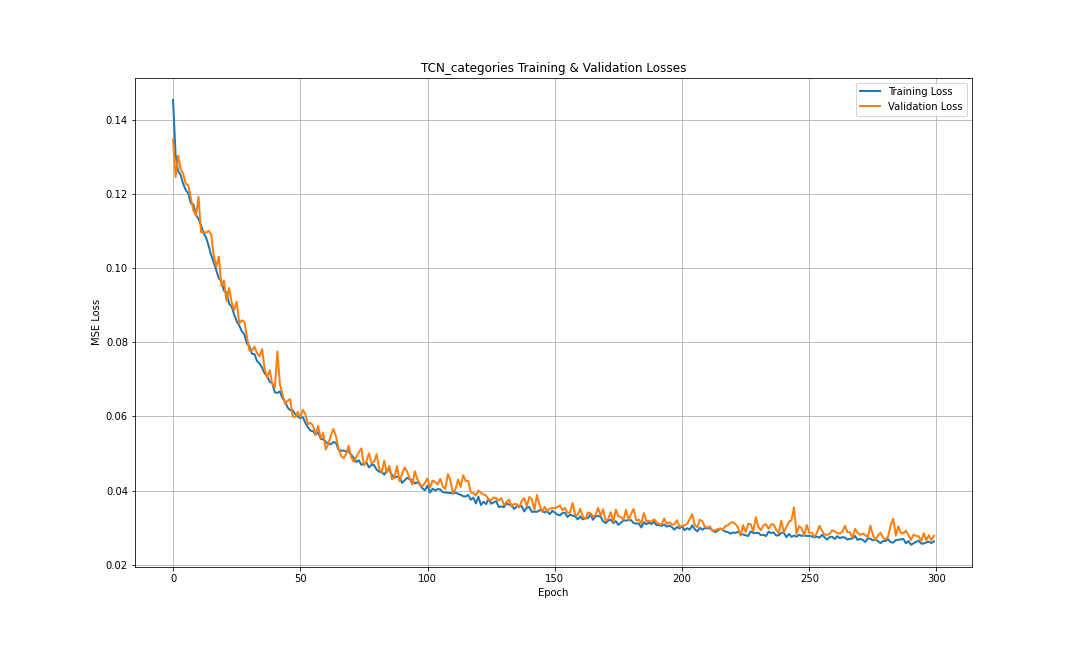 TCN_categories Training & Validation Losses
Training Loss
Validation Loss
MSE Loss
0.14
0.12
0.10
0.08
0.06
0.04
0.02
0 50 100 150 200 250 300
Epoch